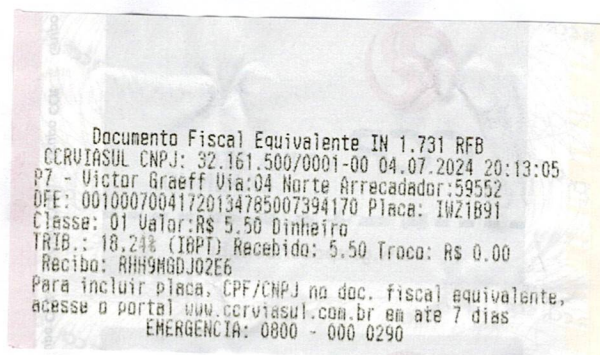 Documento Fiscal Equivalente IN 1.731 RFB
CCRVIASUL CNPJ: 32.161.500/0001-00 04.07.2024 20:13:05
P7 - Victor Graeff Via:04 Norte Arrecadador:59552
DFE: 00100070041720134785007394170 Placa: IWZ1B91
Classe: 01 Valor:R$ 5.50 Dinheiro
TRIB.: 18.24% (IBPT) Recebido: 5.50 Troco: R$ 0.00
Recibo: RHH9MGDJO2E6
Para incluir placa, CPF/CNPJ no doc. fiscal equivalente,
acesse o portal www.ccrviasul.com.br em até 7 dias
EMERGENCIA: 0800 - 000 0290